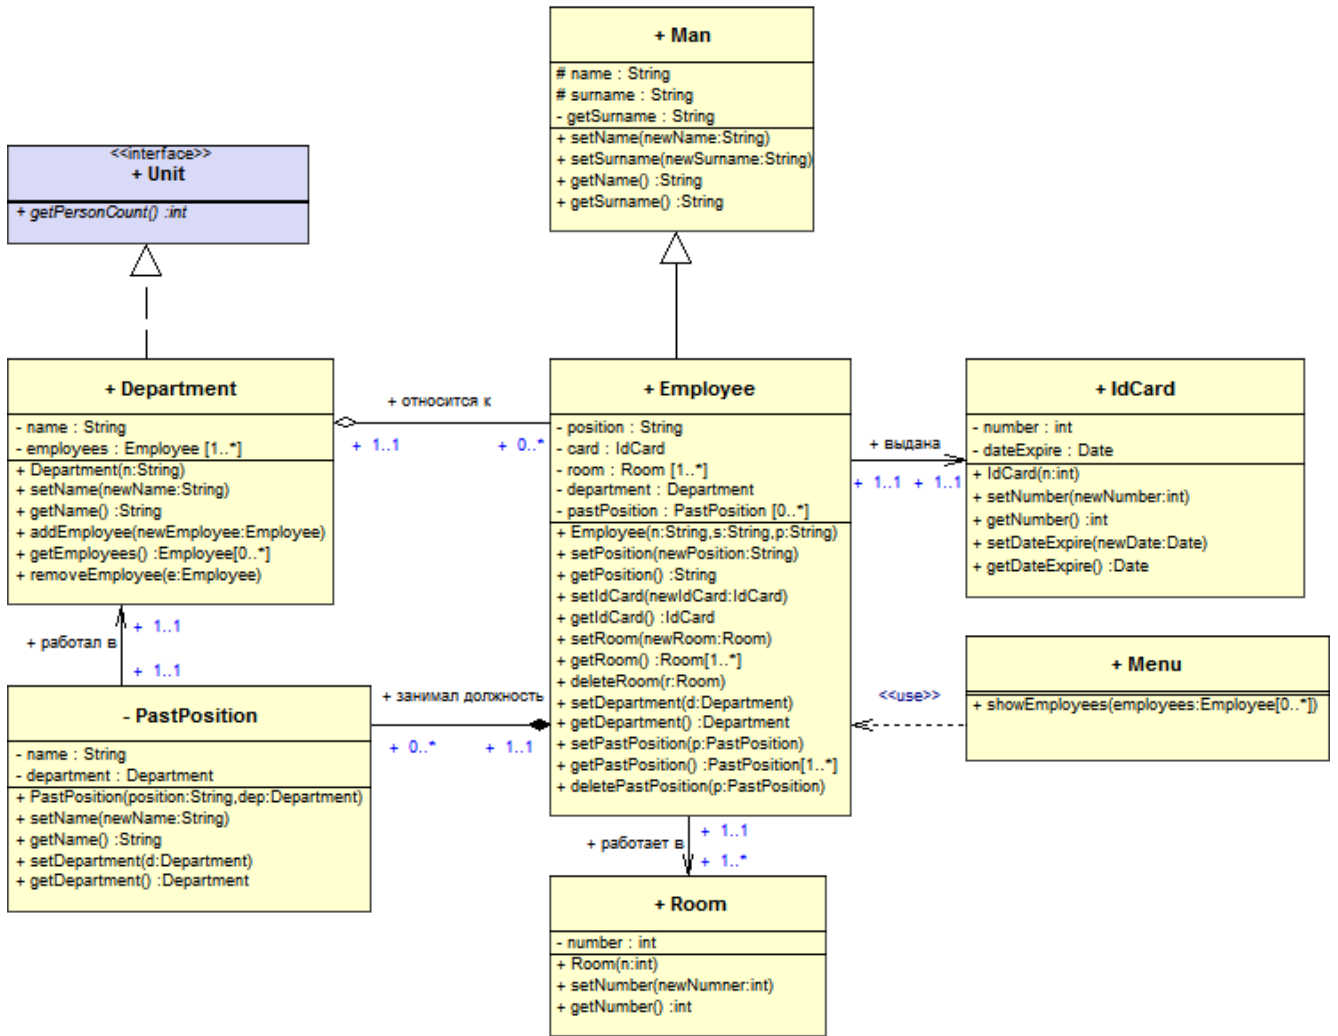 + Man
# name : String
# surname : String
- getSurname : String
+ setName(newName:String)
+ setSurname(newSurname:String)
+ getName() :String
+ getSurname() :String
<<interface>>
+ Unit
+ getPersonCount() :int
+ Department
- name : String
- employees : Employee [1..*]
+ Department(n:String)
+ setName(newName:String)
+ getName() :String
+ addEmployee(newEmployee:Employee)
+ getEmployees() :Employee[0..*]
+ removeEmployee(e:Employee)
+ относится к
+ 1..1
+ 0..*
+ Employee
- position : String
- card : IdCard
- room : Room [1..*]
- department : Department
- pastPosition : PastPosition [0..*]
+ Employee(n:String,s:String,p:String)
+ setPosition(newPosition:String)
+ getPosition() :String
+ setIdCard(newIdCard:IdCard)
+ getIdCard() :IdCard
+ setRoom(newRoom:Room)
+ getRoom() :Room[1..*]
+ deleteRoom(r:Room)
+ setDepartment(d:Department)
+ getDepartment() :Department
+ setPastPosition(p:PastPosition)
+ getPastPosition() :PastPosition[1..*]
+ deletePastPosition(p:PastPosition)
+ выдана
+ 1..1 + 1..1
+ IdCard
- number : int
- dateExpire : Date
+ IdCard(n:int)
+ setNumber(newNumber:int)
+ getNumber() :int
+ setDateExpire(newDate:Date)
+ getDateExpire() :Date
+ работал в
+ 1..1
+ 1..1
- PastPosition
- name : String
- department : Department
+ PastPosition(position:String,dep:Department)
+ setName(newName:String)
+ getName() :String
+ setDepartment(d:Department)
+ getDepartment() :Department
+ занимал должность
+ 0..*
+ 1..1
<<use>>
+ Menu
+ showEmployees(employees:Employee[0..*])
+ работает в
+ 1..1
+ 1..*
+ Room
- number : int
+ Room(n:int)
+ setNumber(newNumner:int)
+ getNumber() :int